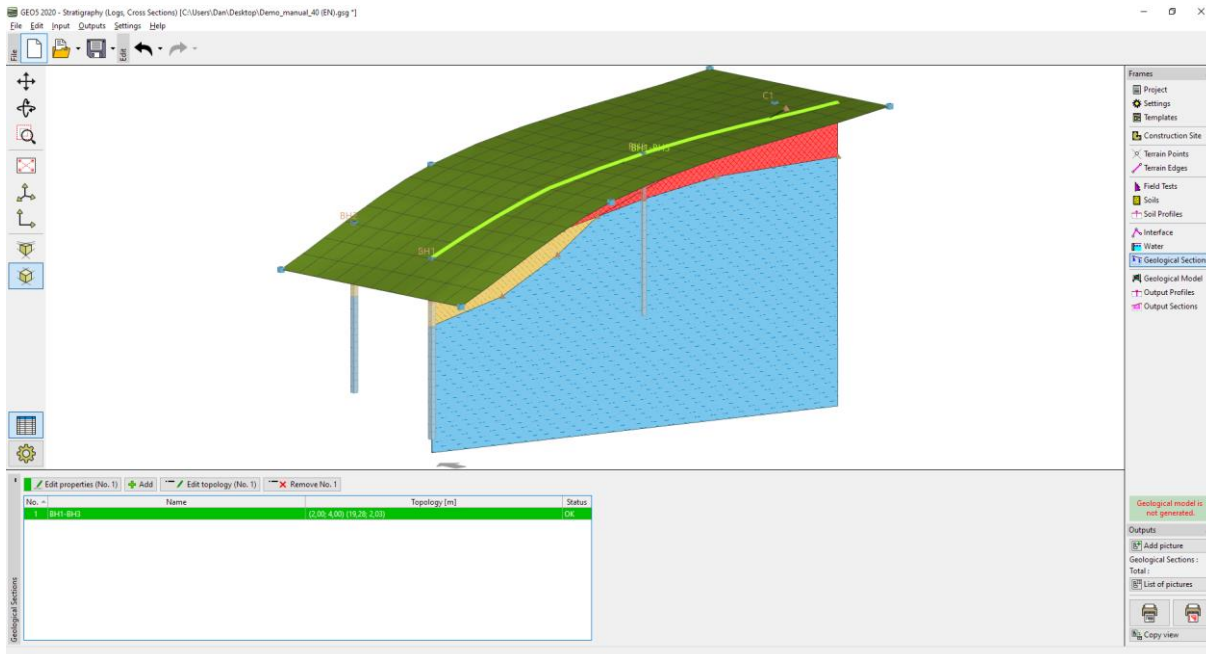 GEO5 2020 - Stratigraphy (Logs, Cross Sections) [C:\Users\Dan\Desktop\Demo_manual_40 (EN).gsg *]
File Edit Input Outputs Settings Help
File
Edit
C1
BH1
Frames
Project
Settings
Templates
Construction Site
Terrain Points
Terrain Edges
Field Tests
Soils
Soil Profiles
Interface
Water
Geological Section
Geological Model
Output Profiles
Output Sections
Geological model is
not generated.
Outputs
Add picture
Geological Sections :
Total :
List of pictures
Copy view
Edit properties (No. 1) Add Edit topology (No. 1) Remove No. 1
No. Name Topology [m] Status
1 BH1-BH3 (2,00; 4,00) (19,28; 2,03) OK
Geological Sections